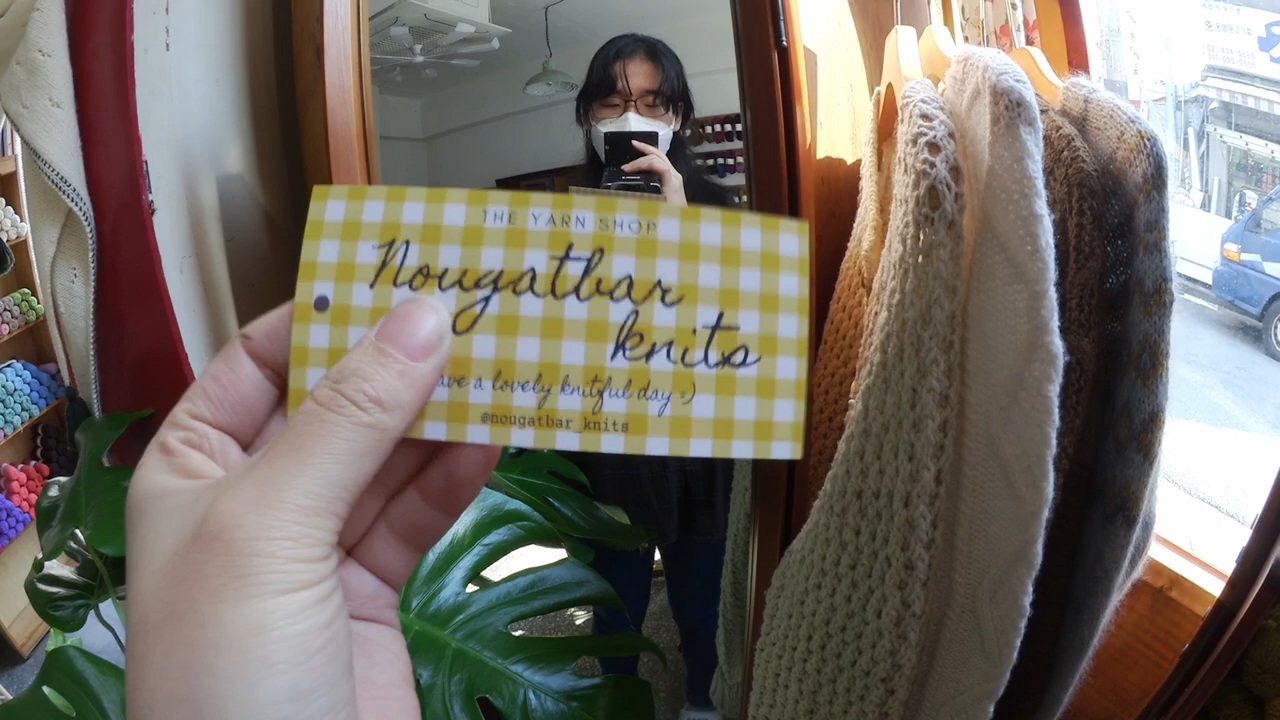 THE YARN SHOP
Nougatbar
knits
ave a lovely knitful day :)
@nougatbar_knits